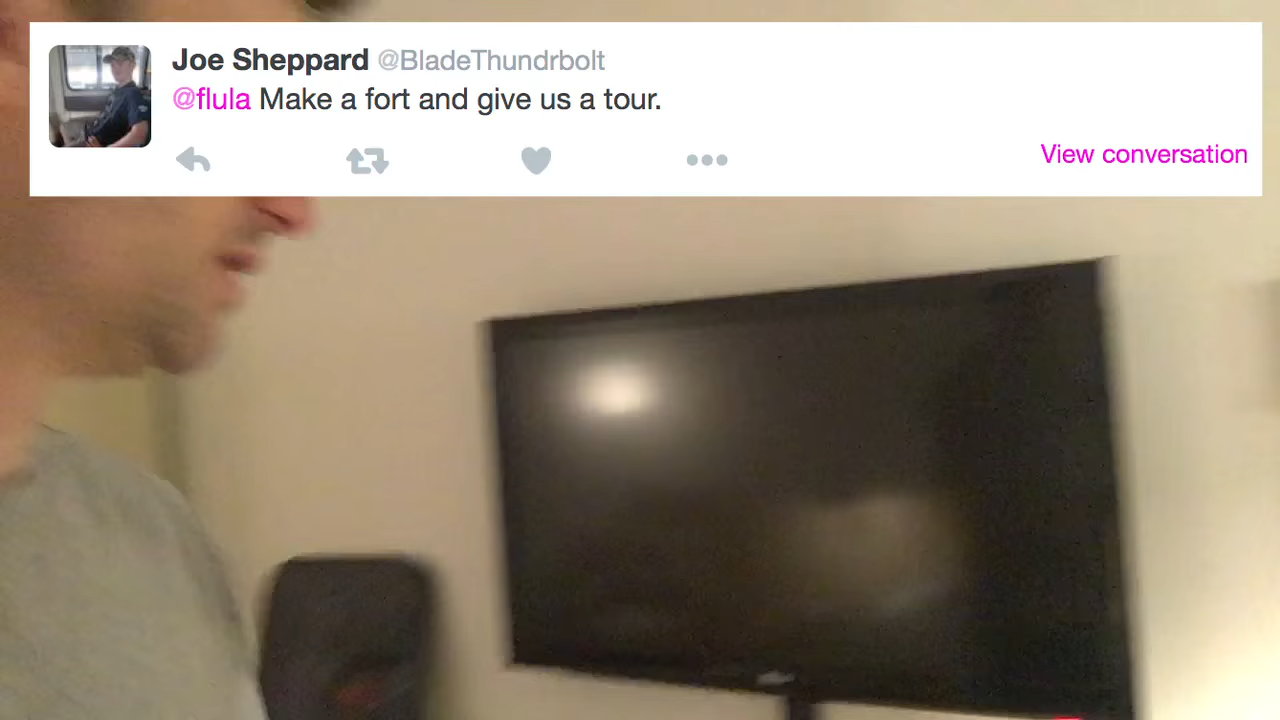 Joe Sheppard @BladeThundrbolt
@flula Make a fort and give us a tour.
View conversation